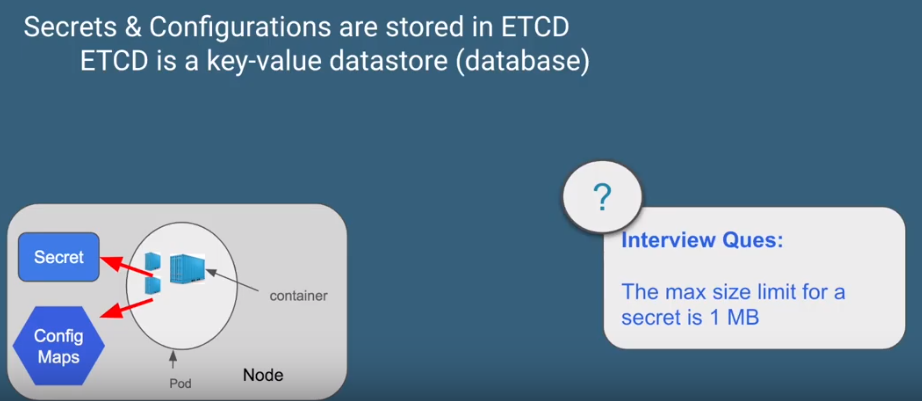 Secrets & Configurations are stored in ETCD
ETCD is a key-value datastore (database)
?
Interview Ques:
The max size limit for a
secret is 1 MB
Secret
Config
Maps
container
Pod
Node